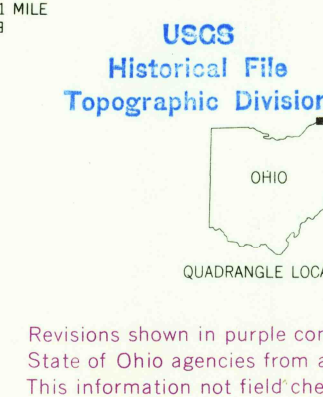 1 MILE
USGS
Historical File
Topographic Division
OHIO
QUADRANGLE LOCA
Revisions shown in purple com
State of Ohio agencies from a
This information not field che